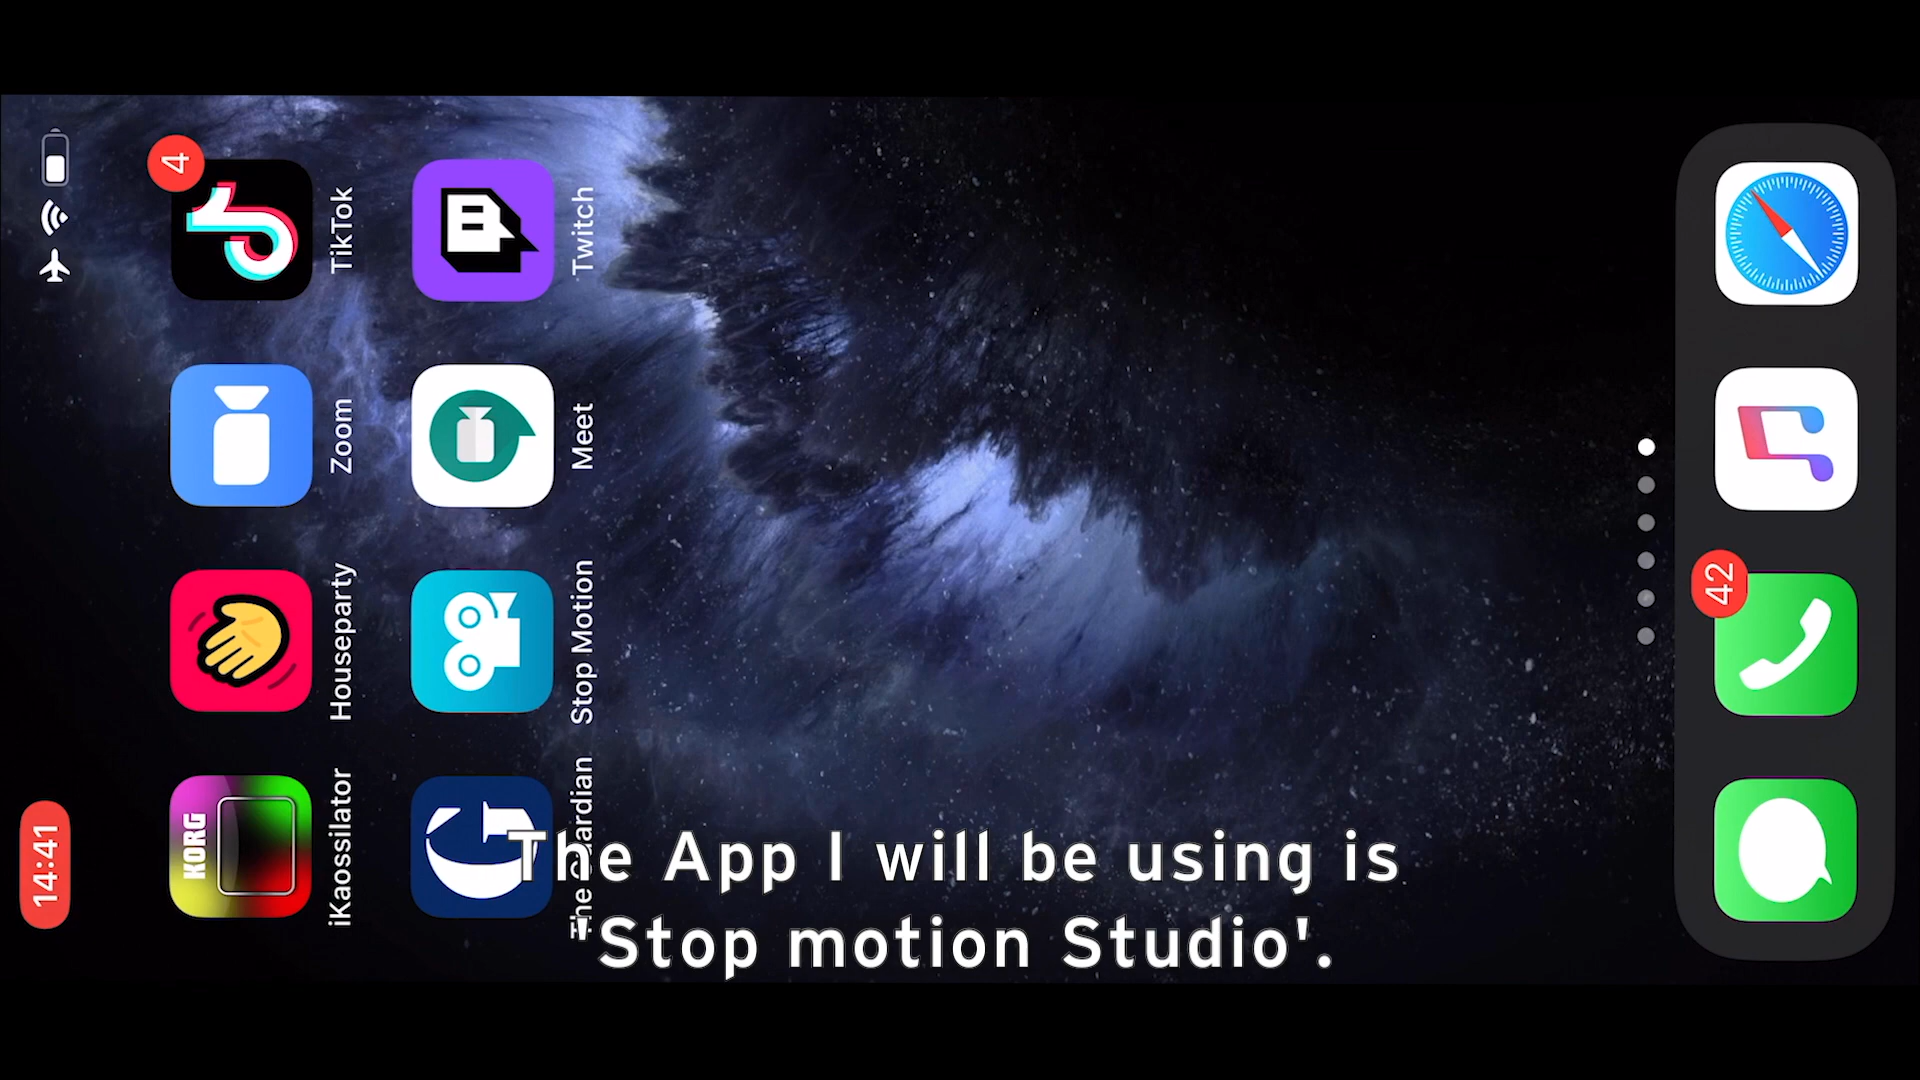 14:41
KORG
iKaossilator
Houseparty
Zoom
4
TikTok
The Guardian
Stop Motion
Meet
Twitch
42
The App I will be using is
'Stop motion Studio'.